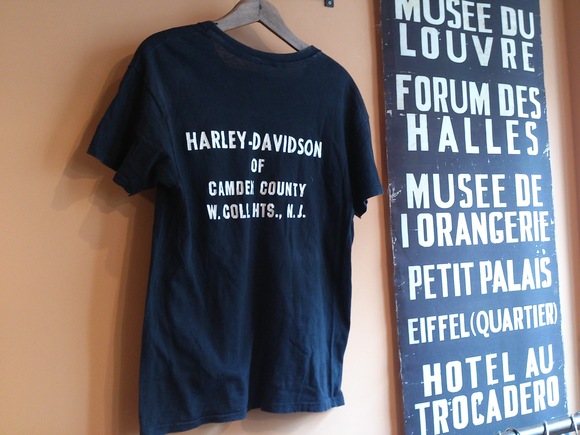 HARLEY-DAVIDSON
OF
CAMDEN COUNTY
W. COLL HTS., N.J.
MUSEE DU
LOUVRE
FORUM DES
HALLES
MUSEE DE
l'ORANGERIE
PETIT PALAIS
EIFFEL (QUARTIER)
HOTEL AU
TROCADERO